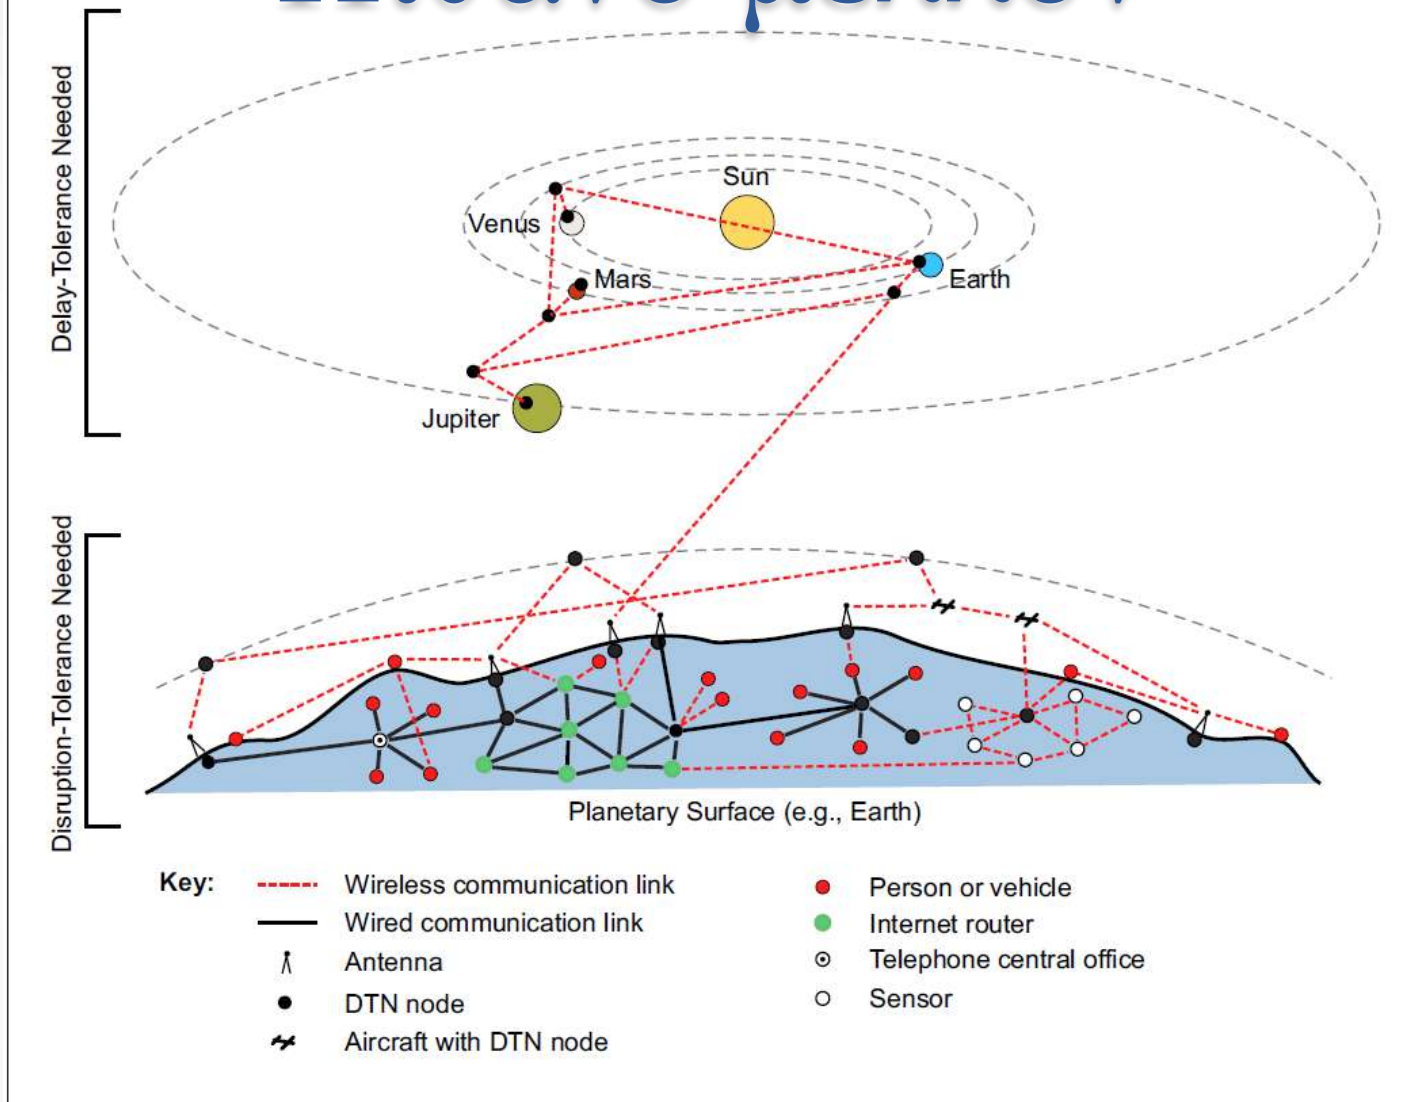 Delay-Tolerance Needed
Sun
Venus
Mars
Earth
Jupiter
Disruption-Tolerance Needed
Planetary Surface (e.g., Earth)
Key:
Wireless communication link
Wired communication link
Antenna
DTN node
Aircraft with DTN node
Person or vehicle
Internet router
Telephone central office
Sensor